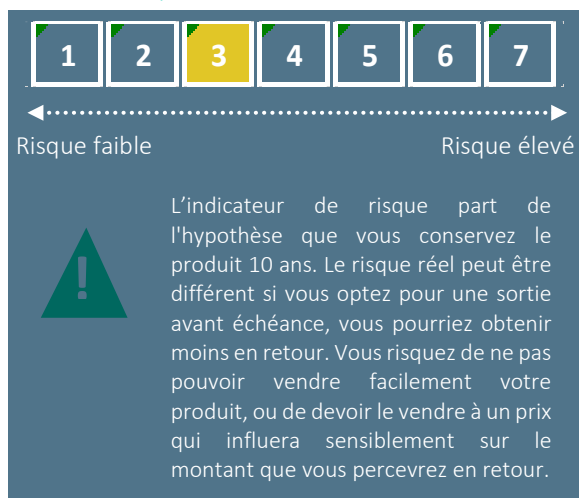 1 2 3 4 5 6 7
Risque faible Risque élevé
L’indicateur de risque part de
l'hypothèse que vous conservez le
produit 10 ans. Le risque réel peut être
différent si vous optez pour une sortie
avant échéance, vous pourriez obtenir
moins en retour. Vous risquez de ne pas
pouvoir vendre facilement votre
produit, ou de devoir le vendre à un prix
qui influera sensiblement sur le
montant que vous percevrez en retour.
!